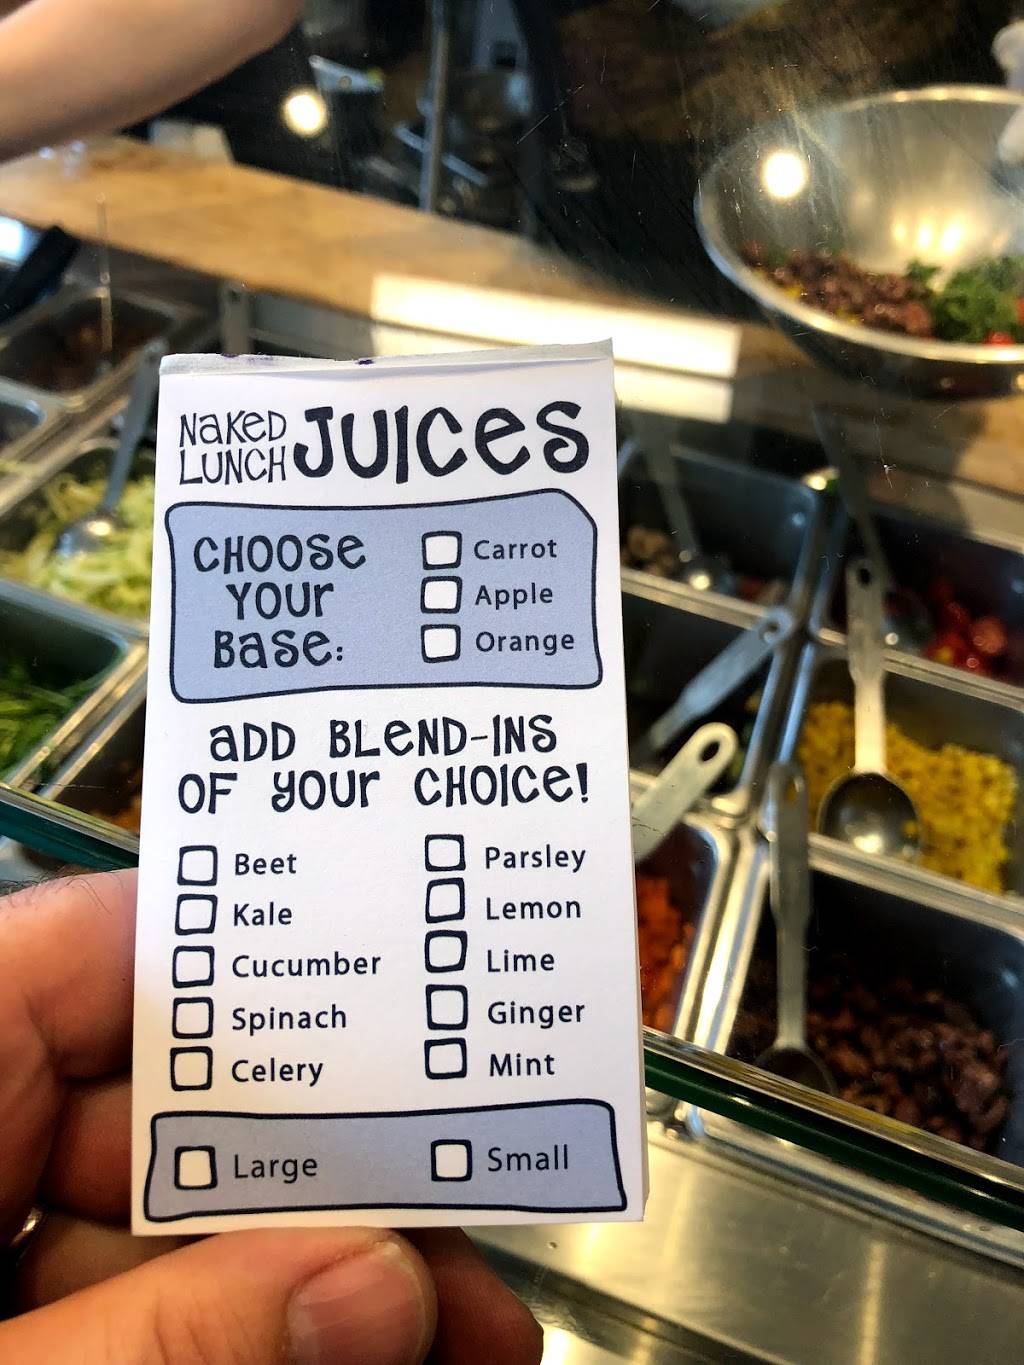 NaKED LUNCH JUICes
CHOOSe YOUr Base:
Carrot
Apple
Orange
aDD BLenD-INS
OF YOUr CHOICe!
Beet
Kale
Cucumber
Spinach
Celery
Parsley
Lemon
Lime
Ginger
Mint
Large
Small